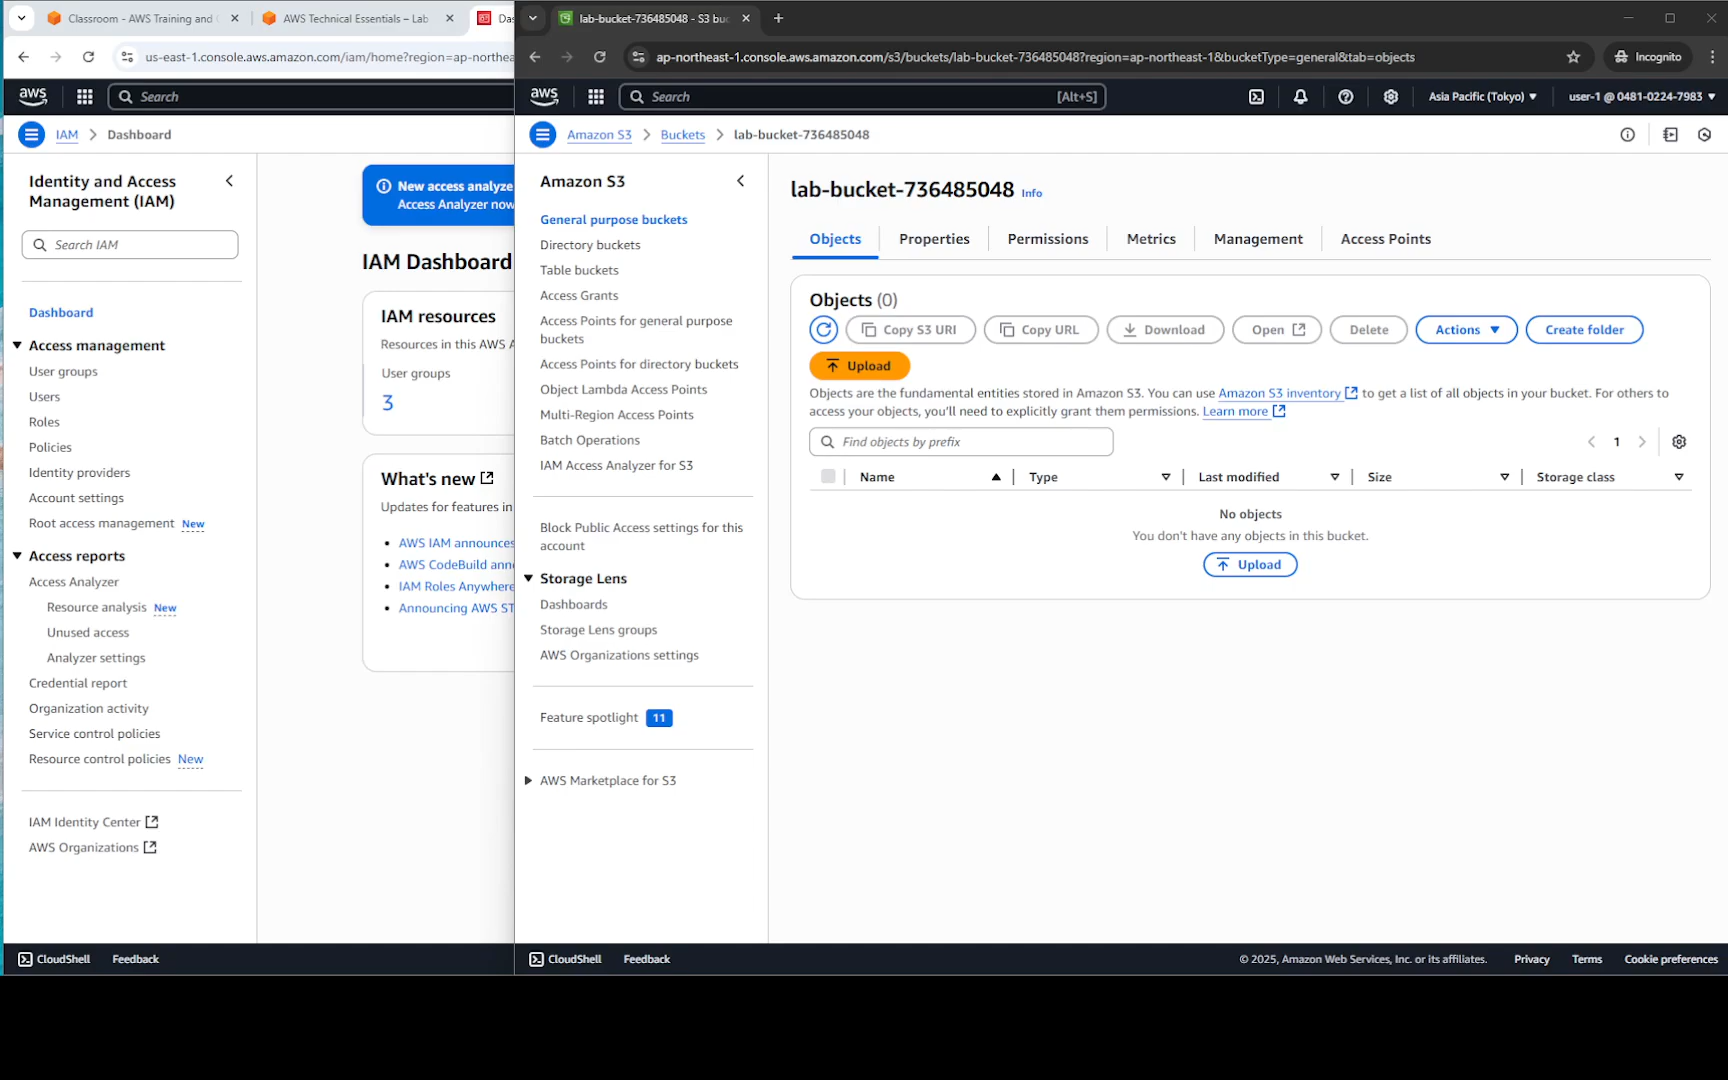 Classroom - AWS Training and
AWS Technical Essentials – Lab
Das
us-east-1.console.aws.amazon.com/iam/home?region=ap-northea
aws
Search
IAM
Dashboard
Identity and Access
Management (IAM)
Search IAM
Dashboard
Access management
User groups
Users
Roles
Policies
Identity providers
Account settings
Root access management New
Access reports
Access Analyzer
Resource analysis New
Unused access
Analyzer settings
Credential report
Organization activity
Service control policies
Resource control policies New
IAM Identity Center
AWS Organizations
New access analyze
Access Analyzer now
IAM Dashboard
IAM resources
Resources in this AWS A
User groups
3
What's new
Updates for features in
AWS IAM announces
AWS CodeBuild ann
IAM Roles Anywhere
Announcing AWS ST
CloudShell Feedback
lab-bucket-736485048 - S3 buc
ap-northeast-1.console.aws.amazon.com/s3/buckets/lab-bucket-736485048?region=ap-northeast-1&bucketType=general&tab=objects
Incognito
aws
Search [Alt+S]
Asia Pacific (Tokyo)
user-1 @ 0481-0224-7983
Amazon S3 Buckets lab-bucket-736485048
Amazon S3
General purpose buckets
Directory buckets
Table buckets
Access Grants
Access Points for general purpose
buckets
Access Points for directory buckets
Object Lambda Access Points
Multi-Region Access Points
Batch Operations
IAM Access Analyzer for S3
Block Public Access settings for this
account
Storage Lens
Dashboards
Storage Lens groups
AWS Organizations settings
Feature spotlight 11
AWS Marketplace for S3
lab-bucket-736485048 Info
Objects Properties Permissions Metrics Management Access Points
Objects (0)
Copy S3 URI Copy URL Download Open Delete Actions Create folder
Upload
Objects are the fundamental entities stored in Amazon S3. You can use Amazon S3 inventory to get a list of all objects in your bucket. For others to
access your objects, you'll need to explicitly grant them permissions. Learn more
Find objects by prefix
1
Name Type Last modified Size Storage class
No objects
You don't have any objects in this bucket.
Upload
CloudShell Feedback
© 2025, Amazon Web Services, Inc. or its affiliates. Privacy Terms Cookie preferences